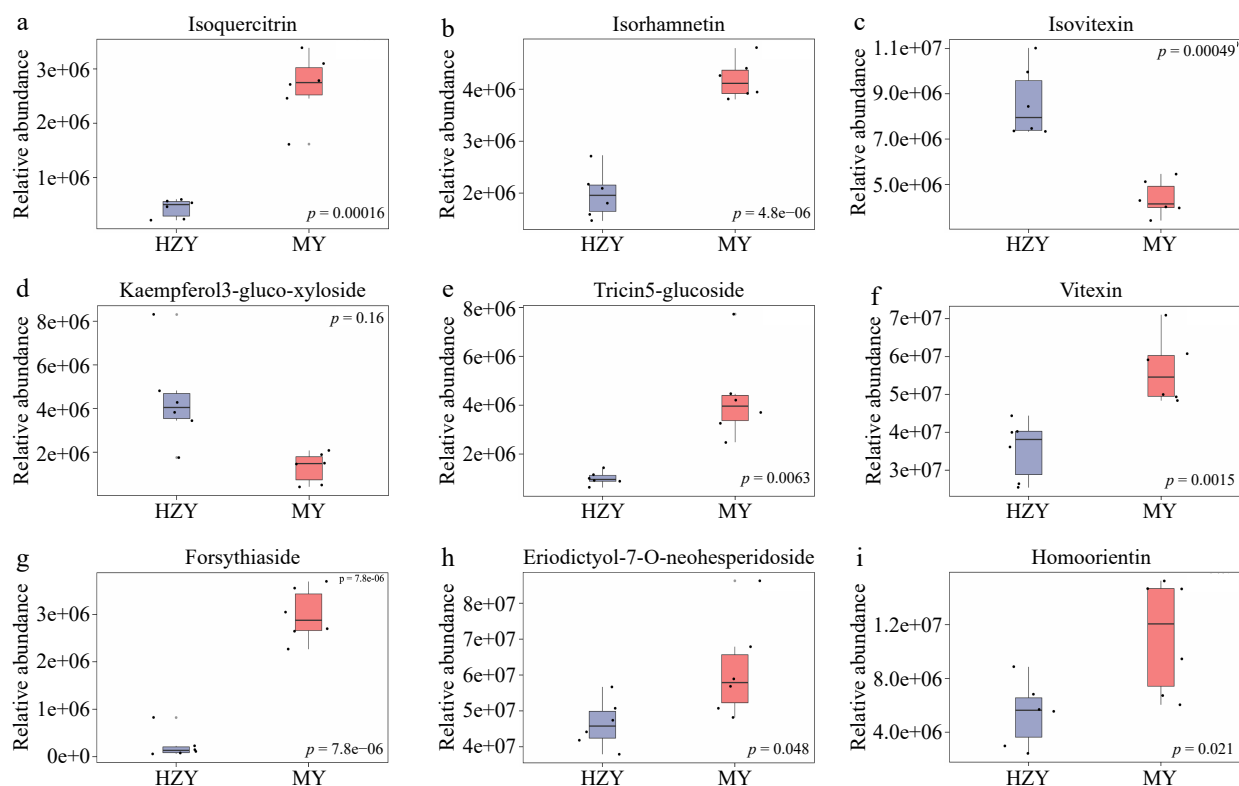 a
Isoquercitrin
Relative abundance
3e+06
2e+06
1e+06
p = 0.00016
HZY
MY
b
Isorhamnetin
Relative abundance
4e+06
3e+06
2e+06
p = 4.8e−06
HZY
MY
c
Isovitexin
Relative abundance
1.1e+07
9.0e+06
7.0e+06
5.0e+06
p = 0.00049
HZY
MY
d
Kaempferol3-gluco-xyloside
Relative abundance
8e+06
6e+06
4e+06
2e+06
p = 0.16
HZY
MY
e
Tricin5-glucoside
Relative abundance
8e+06
6e+06
4e+06
2e+06
p = 0.0063
HZY
MY
f
Vitexin
Relative abundance
7e+07
6e+07
5e+07
4e+07
3e+07
p = 0.0015
HZY
MY
g
Forsythiaside
Relative abundance
3e+06
2e+06
1e+06
0e+06
p = 7.8e-06
p = 7.8e−06
HZY
MY
h
Eriodictyol-7-O-neohesperidoside
Relative abundance
8e+07
7e+07
6e+07
5e+07
4e+07
p = 0.048
HZY
MY
i
Homoorientin
Relative abundance
1.2e+07
8.0e+06
4.0e+06
p = 0.021
HZY
MY